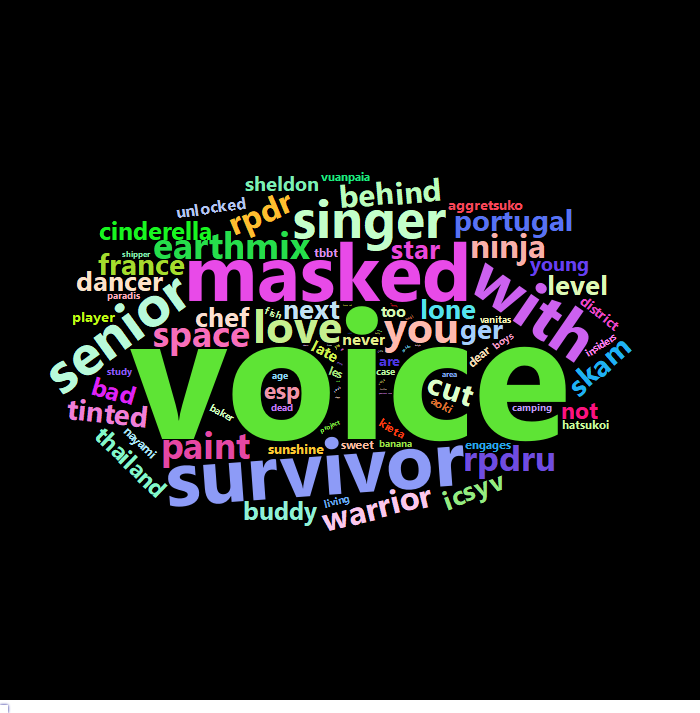 vuanpaia
sheldon
behind
unlocked
rpdr
singer
aggretsuko
portugal
cinderella
earthmix
tbbt
star
ninja
shipper
france
masked
young
dancer
paradis
senior
with
level
district
player
chef
next
fish
too
lone
space
love
never
you
ger
vanitas
insiders
late
dear
boys
skam
study
les
are
case
area
voice
bad
age
esp
dead
cut
aoki
camping
not
tinted
baker
hatsukoi
nayami
project
kieta
thailand
paint
sunshine
sweet
banana
engages
survivor
rpdru
buddy
living
warrior
icsyv